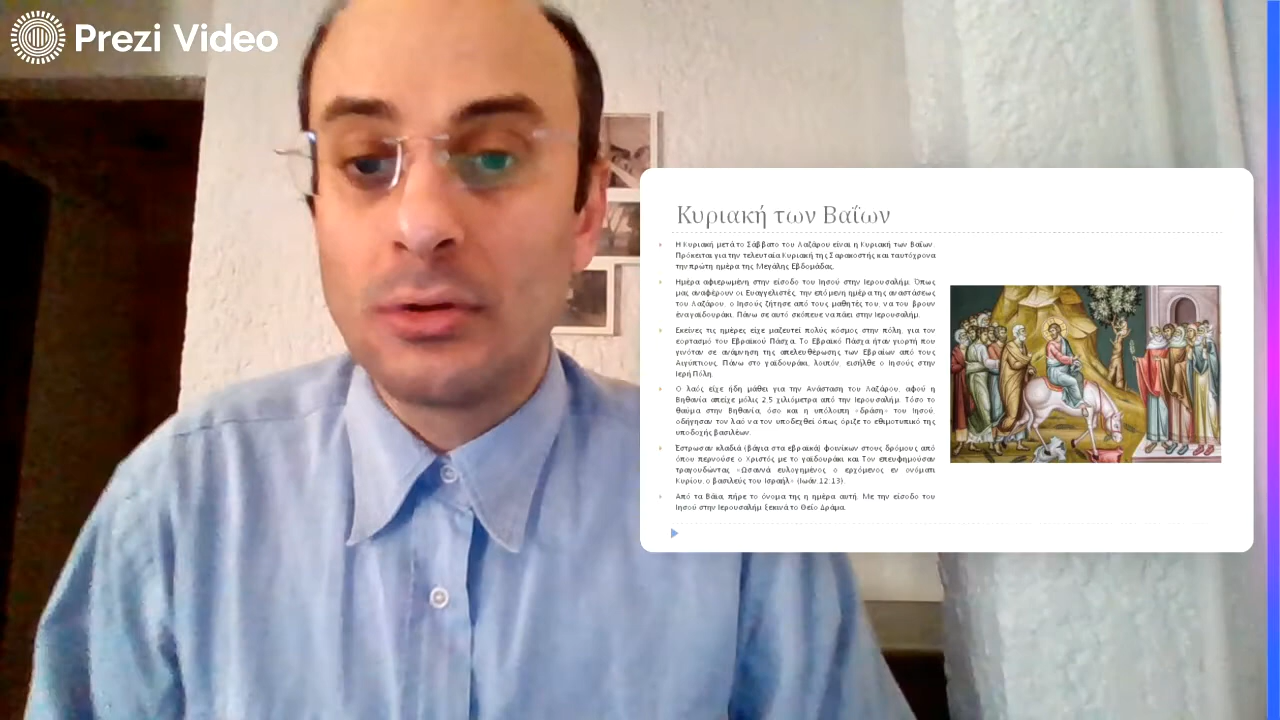 Prezi Video
Κυριακή των Βαΐων
Η Κυριακή μετά το Σάββατο του Λαζάρου είναι η Κυριακή των Βαΐων.
Πρόκειται για την τελευταία Κυριακή της Σαρακοστής και ταυτόχρονα
την πρώτη ημέρα της Μεγάλης Εβδομάδας.
Ημέρα αφιερωμένη στην είσοδο του Ιησού στην Ιερουσαλήμ. Όπως
μας αναφέρουν οι Ευαγγελιστές, την επόμενη ημέρα της αναστάσεως
του Λαζάρου, ο Ιησούς ζήτησε από τους μαθητές του, να του βρουν
ένα γαϊδουράκι. Πάνω σε αυτό σκόπευε να πάει στην Ιερουσαλήμ.
Εκείνες τις ημέρες είχε μαζευτεί πολύς κόσμος στην πόλη, για τον
εορτασμό του Εβραϊκού Πάσχα. Το Εβραϊκό Πάσχα ήταν γιορτή που
γινόταν σε ανάμνηση της απελευθέρωσης των Εβραίων από τους
Αιγύπτιους. Πάνω στο γαϊδουράκι, λοιπόν, εισήλθε ο Ιησούς στην
Ιερή Πόλη.
Ο λαός είχε ήδη μάθει για την Ανάσταση του Λαζάρου, αφού η
Βηθανία απείχε μόλις 2,5 χιλιόμετρα από την Ιερουσαλήμ. Τόσο το
θαύμα στην Βηθανία, όσο και η υπόλοιπη «δράση» του Ιησού,
οδήγησαν τον λαό να τον υποδεχθεί όπως όριζε το εθιμοτυπικό της
υποδοχής βασιλέων.
Έστρωσαν κλαδιά (βάγια στα εβραϊκά) φοινίκων στους δρόμους από
όπου περνούσε ο Χριστός με το γαϊδουράκι και Τον επευφημούσαν
τραγουδώντας «Ωσαννά ευλογημένος ο ερχόμενος εν ονόματι
Κυρίου, ο βασιλεύς του Ισραήλ» (Ιωάν.12,13).
Από τα Βάια, πήρε το όνομα της η ημέρα αυτή. Με την είσοδο του
Ιησού στην Ιερουσαλήμ ξεκινά το Θείο Δράμα.